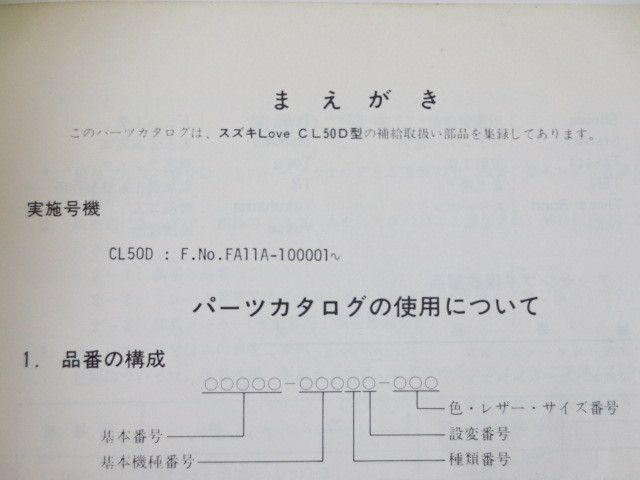 まえがき
このパーツカタログは、スズキLove CL50D型の補給取扱い部品を集録してあります。
実施号機
CL50D : F.No.FA11A-100001~
パーツカタログの使用について
1. 品番の構成
○○○○○-○○○○○-○○○
色・レザー・サイズ番号
基本番号 設変番号
基本機種番号 種類番号